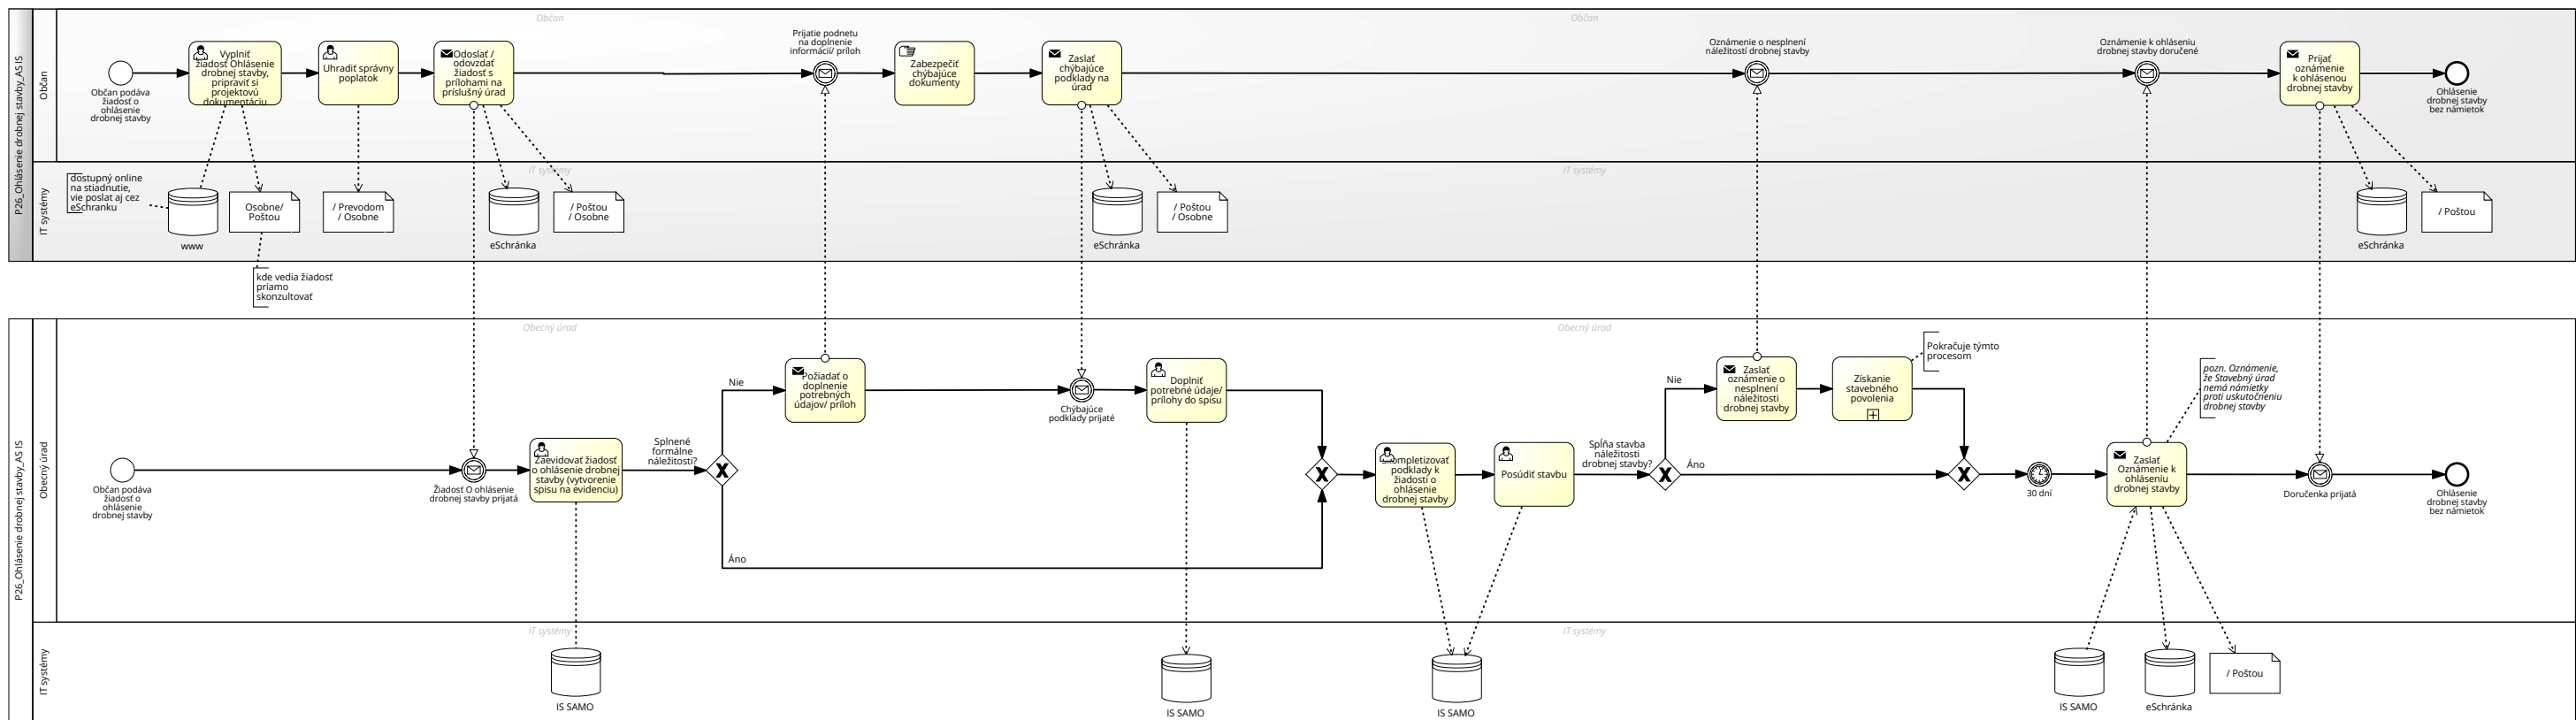 P26_Ohlásenie drobnej stavby_AS IS
Občan
Občan
Občan
Občan podáva
žiadosť o
ohlásenie
drobnej stavby
Vyplniť
žiadosť Ohlásenie
drobnej stavby,
pripraviť si
projektovú
dokumentáciu
Uhradiť správny
poplatok
Odoslať /
odovzdať
žiadosť s
prílohami na
príslušný úrad
Prijatie podnetu
na doplnenie
informácií/ príloh
Zabezpečiť
chýbajúce
dokumenty
Zaslať
chýbajúce
podklady na
úrad
Oznámenie o nesplnení
náležitostí drobnej stavby
Oznámenie k ohláseniu
drobnej stavby doručené
Prijať
oznámenie
k ohlásenou
drobnej stavby
Ohlásenie
drobnej stavby
bez námietok
IT systémy
IT systémy
IT systémy
dostupný online
na stiadnutie,
vie poslat aj cez
eSchranku
www
Osobne/
Poštou
/ Prevodom
/ Osobne
eSchránka
/ Poštou
/ Osobne
eSchránka
/ Poštou
/ Osobne
eSchránka
/ Poštou
kde vedia žiadosť
priamo
skonzultovať
P26_Ohlásenie drobnej stavby_AS IS
Obecný úrad
Obecný úrad
Obecný úrad
Občan podáva
žiadosť o
ohlásenie
drobnej stavby
Žiadosť O ohlásenie
drobnej stavby prijatá
Zaevidovať žiadosť
o ohlásenie drobnej
stavby (vytvorenie
spisu na evidenciu)
Splnené
formálne
náležitosti?
Nie
Áno
Požiadať o
doplnenie
potrebných
údajov/ príloh
Chýbajúce
podklady prijaté
Doplniť
potrebné údaje/
prílohy do spisu
Skompletizovať
podklady k
žiadosti o
ohlásenie
drobnej stavby
Posúdiť stavbu
Spĺňa stavba
náležitosti
drobnej stavby?
Nie
Áno
Zaslať
oznámenie o
nesplnení
náležitosti
drobnej stavby
Získanie
stavebného
povolenia
Pokračuje týmto
procesom
30 dní
Zaslať
Oznámenie k
ohláseniu
drobnej stavby
pozn. Oznámenie,
že Stavebný úrad
nemá námietky
proti uskutočneniu
drobnej stavby
Doručenka prijatá
Ohlásenie
drobnej stavby
bez námietok
IT systémy
IT systémy
IT systémy
IS SAMO
IS SAMO
IS SAMO
IS SAMO
eSchránka
/ Poštou